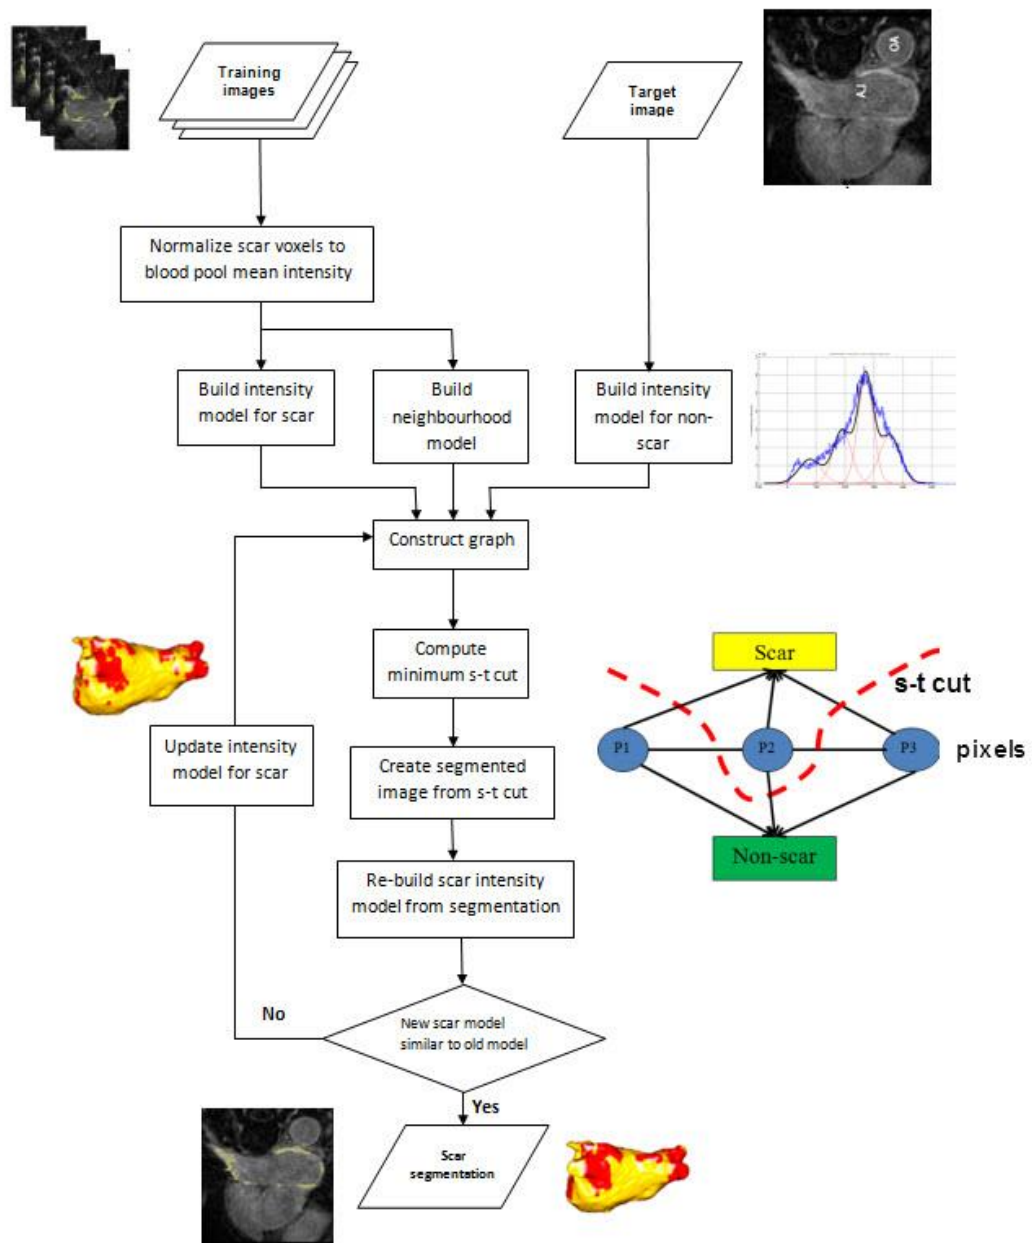 Training
images
Target
image
AO
LA
Normalize scar voxels to
blood pool mean intensity
Build intensity
model for scar
Build
neighbourhood
model
Build intensity
model for non-
scar
Construct graph
Compute
minimum s-t cut
Scar
s-t cut
P1
P2
P3
pixels
Non-scar
Update intensity
model for scar
Create segmented
image from s-t cut
Re-build scar intensity
model from segmentation
No
New scar model
similar to old model
Yes
Scar
segmentation